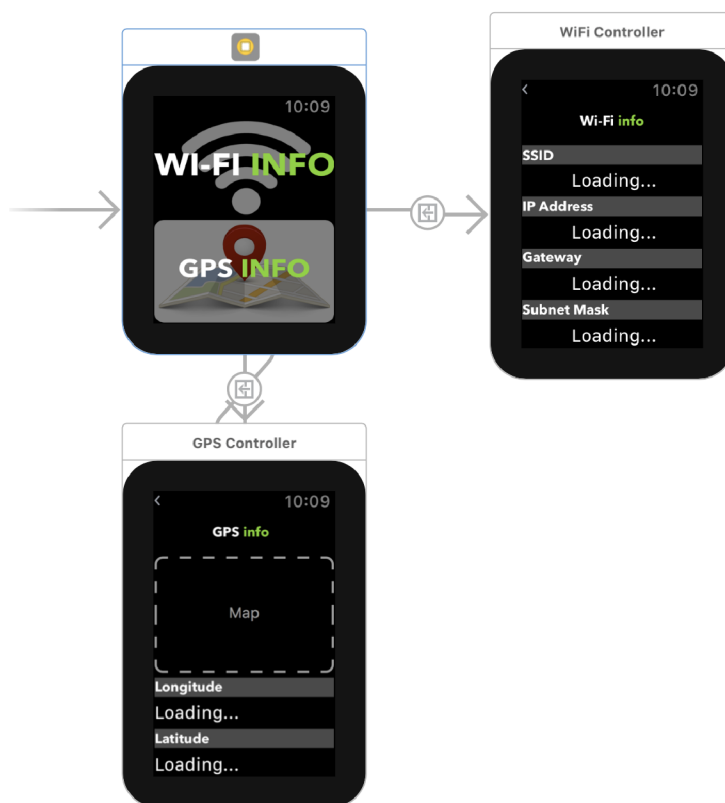 WiFi Controller
10:09
WI-FI INFO
GPS INFO
10:09
Wi-Fi info
SSID
Loading...
IP Address
Loading...
Gateway
Loading...
Subnet Mask
Loading...
GPS Controller
10:09
GPS info
Map
Longitude
Loading...
Latitude
Loading...